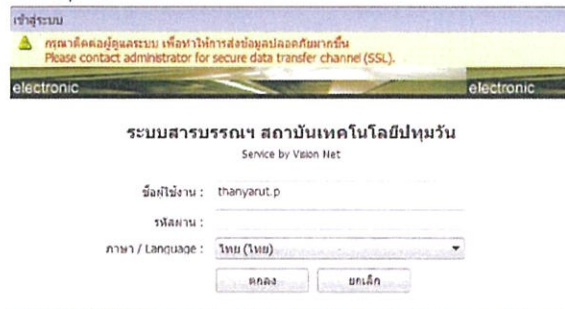 เข้าสู่ระบบ
กรุณาติดต่อผู้ดูแลระบบ เพื่อทำให้การส่งข้อมูลปลอดภัยมากขึ้น
Please contact administrator for secure data transfer channel (SSL).
electronic electronic
ระบบสารบรรณฯ สถาบันเทคโนโลยีปทุมวัน
Service by Vision Net
ชื่อผู้ใช้งาน : thanyarut.p
รหัสผ่าน :
ภาษา / Language : ไทย (ไทย)
ตกลง ยกเลิก